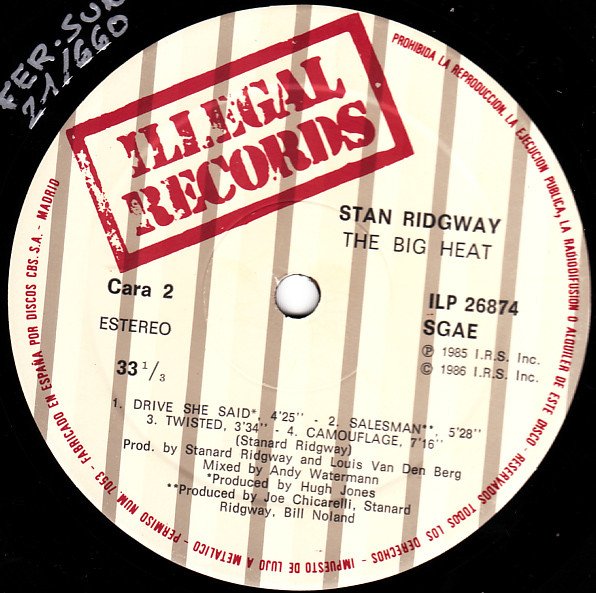 FER-SUR
21/660
ILLEGAL
RECORDS
STAN RIDGWAY
THE BIG HEAT
Cara 2
ESTEREO
33 1/3
ILP 26874
SGAE
Ⓟ 1985 I.R.S. Inc.
© 1986 I.R.S. Inc.
1. DRIVE SHE SAID*, 4'25" - 2. SALESMAN**, 5'28"
3. TWISTED, 3'34" - 4. CAMOUFLAGE, 7'16"
(Stanard Ridgway)
Prod. by Stanard Ridgway and Louis Van Den Berg
Mixed by Andy Watermann
*Produced by Hugh Jones
**Produced by Joe Chicarelli, Stanard
Ridgway, Bill Noland
PROHIBIDA LA REPRODUCCION, LA EJECUCION PUBLICA, LA RADIODIFUSION O ALQUILER DE ESTE DISCO - RESERVADOS TODOS LOS DERECHOS - IMPUESTO DE LUJO A METALICO - PERMISO NUM. 7053 - FABRICADO EN ESPAÑA POR DISCOS CBS. S.A. - MADRID